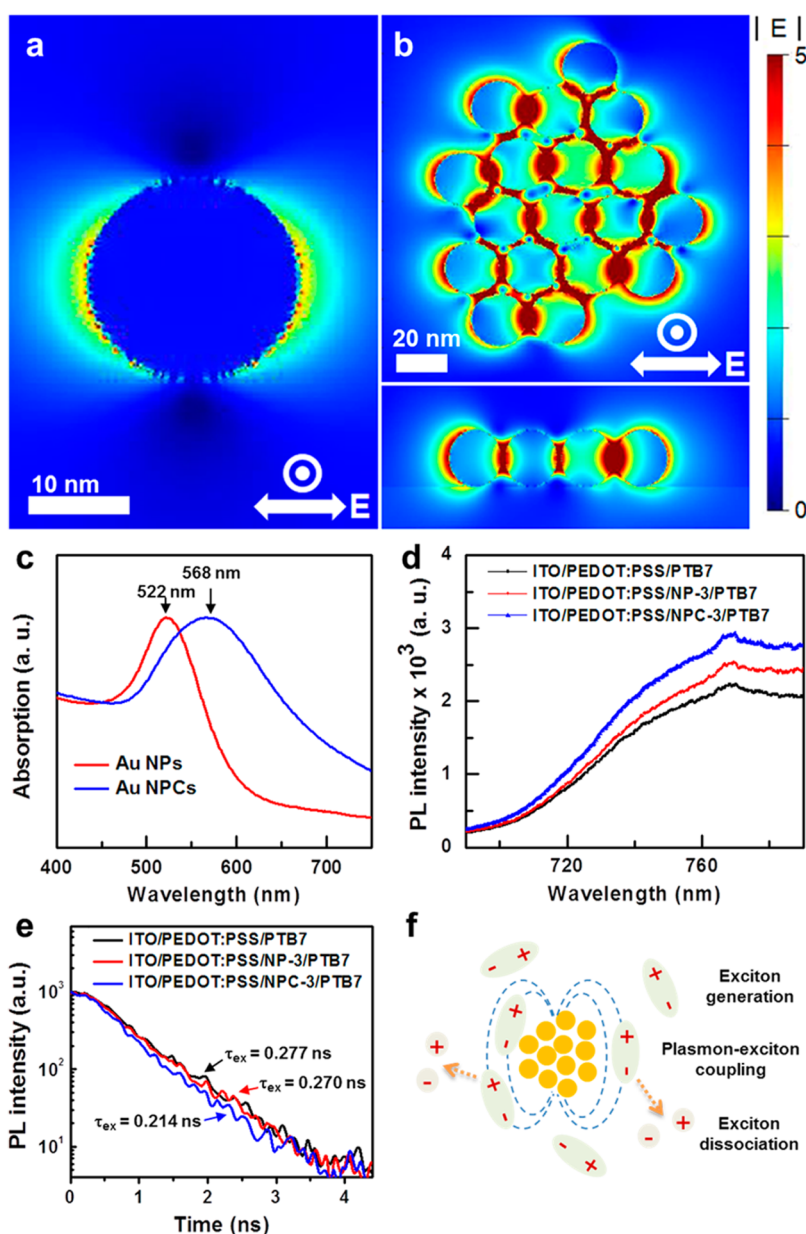 a
b
| E |
5
0
10 nm
E
20 nm
E
c
568 nm
522 nm
Absorption (a. u.)
Au NPs
Au NPCs
400 500 600 700
Wavelength (nm)
d
4
3
2
1
0
PL intensity x 10³ (a. u.)
ITO/PEDOT:PSS/PTB7
ITO/PEDOT:PSS/NP-3/PTB7
ITO/PEDOT:PSS/NPC-3/PTB7
720 760
Wavelength (nm)
e
PL intensity (a.u.)
10³
10²
10¹
ITO/PEDOT:PSS/PTB7
ITO/PEDOT:PSS/NP-3/PTB7
ITO/PEDOT:PSS/NPC-3/PTB7
τex = 0.277 ns
τex = 0.270 ns
τex = 0.214 ns
0 1 2 3 4
Time (ns)
f
Exciton
generation
Plasmon-exciton
coupling
Exciton
dissociation